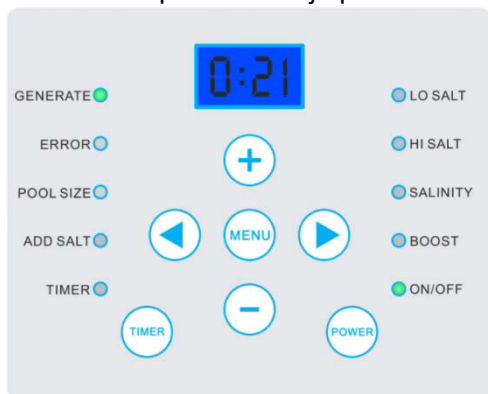 0:21
GENERATE
LO SALT
ERROR
HI SALT
+
POOL SIZE
SALINITY
ADD SALT
MENU
BOOST
TIMER
−
ON/OFF
TIMER
POWER